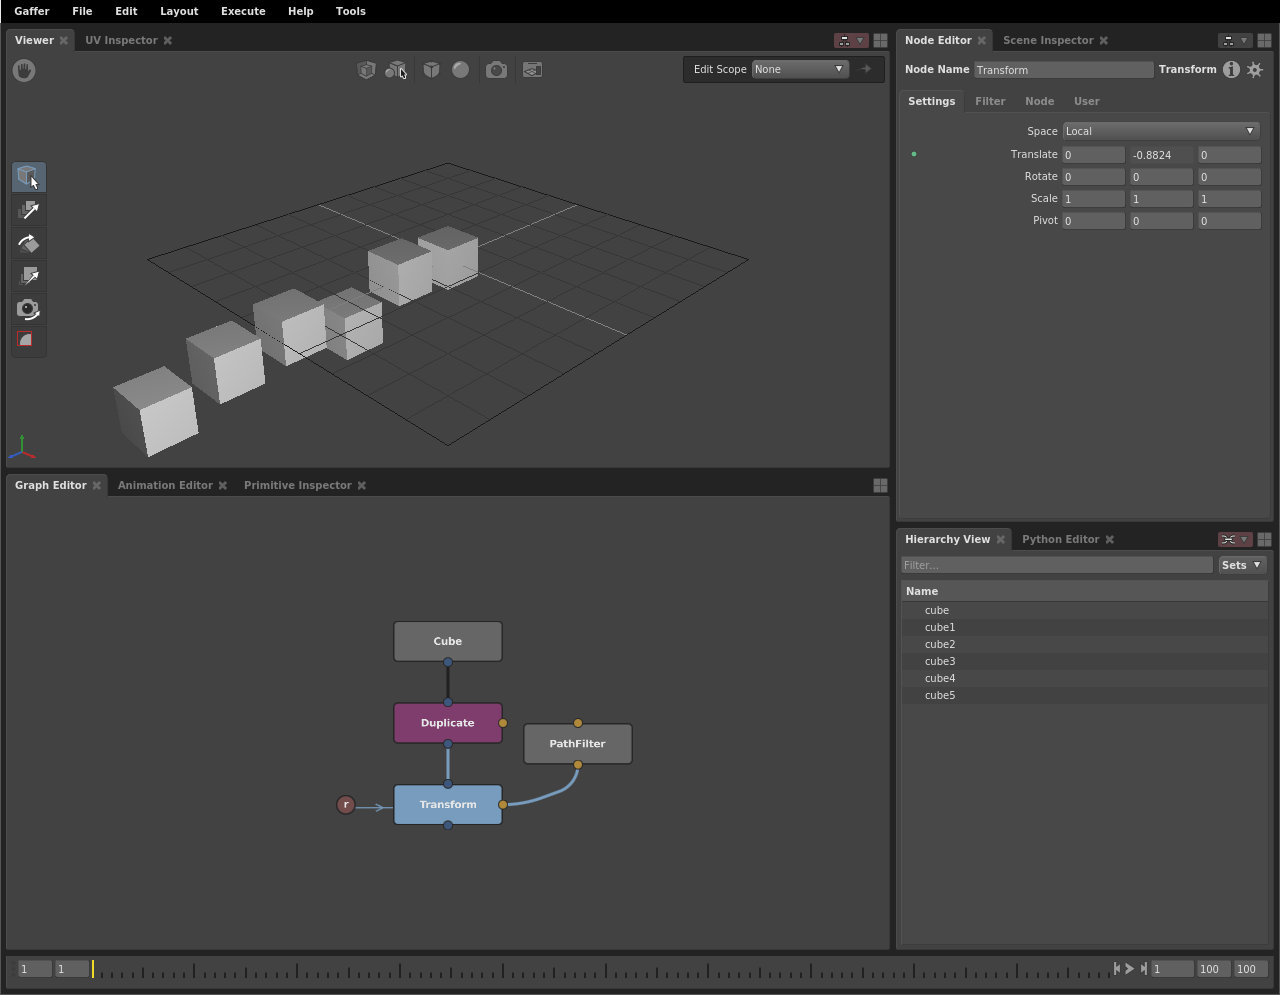 Gaffer File Edit Layout Execute Help Tools
Viewer UV Inspector
Edit Scope None
Node Editor Scene Inspector
Node Name Transform Transform
Settings Filter Node User
Space Local
Translate 0 -0.8824 0
Rotate 0 0 0
Scale 1 1 1
Pivot 0 0 0
Graph Editor Animation Editor Primitive Inspector
Cube
Duplicate
PathFilter
r Transform
Hierarchy View Python Editor
Filter... Sets
Name
cube
cube1
cube2
cube3
cube4
cube5
1 1 1 100 100